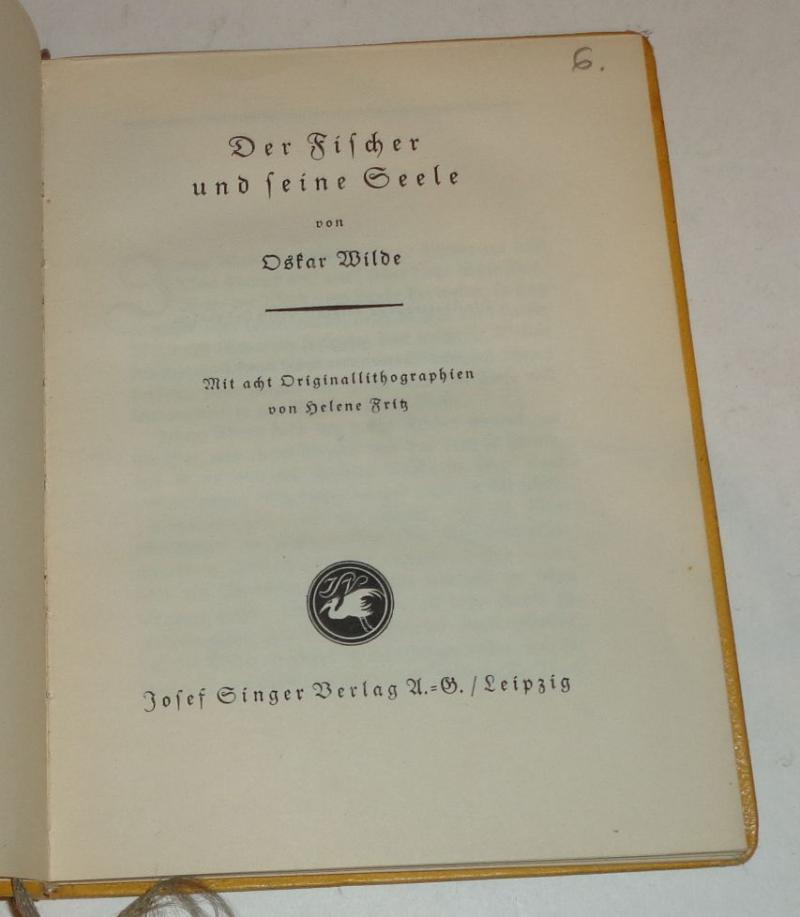 6.
Der Fischer
und seine Seele
von
Oskar Wilde
Mit acht Originallithographien
von Helene Fritz
JSV
Josef Singer Verlag A.=G. / Leipzig